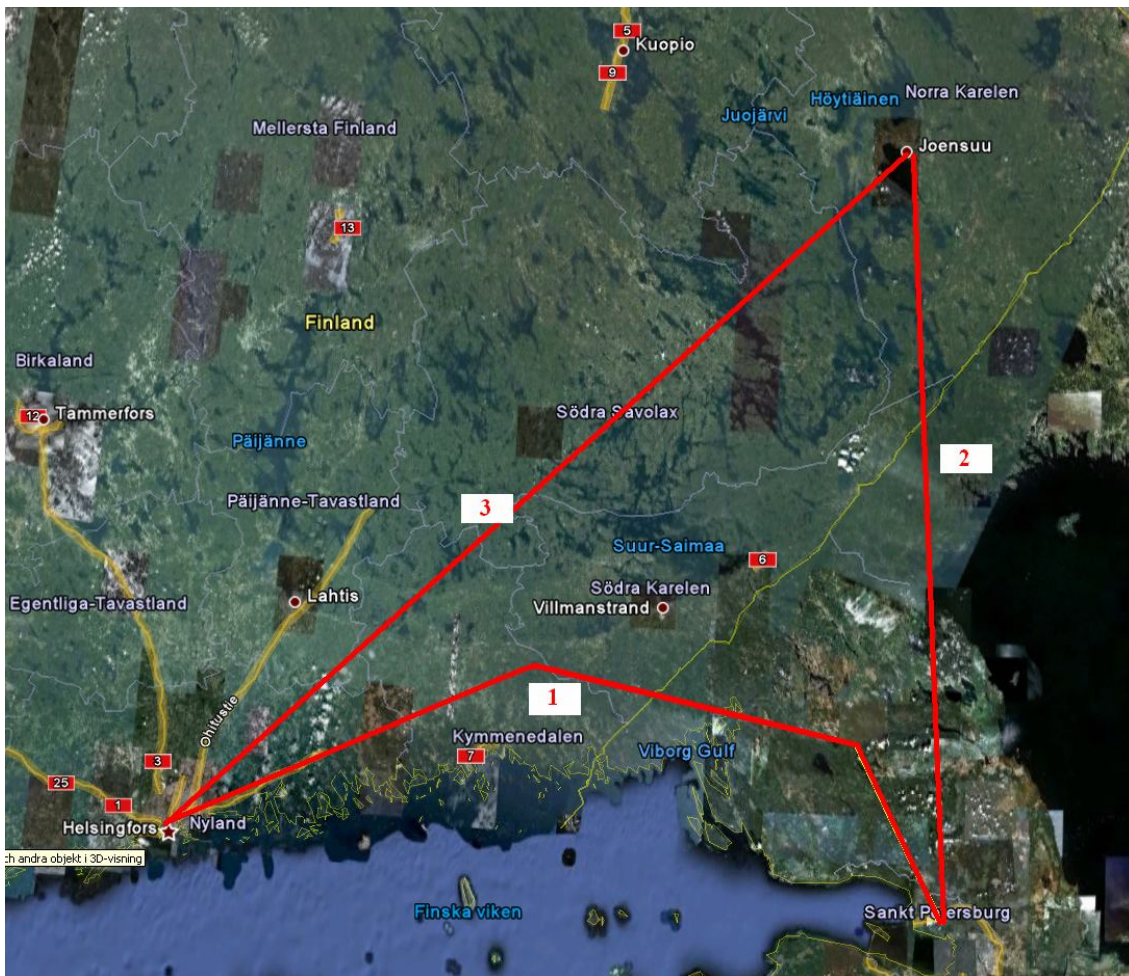 5
Kuopio
9
Norra Karelen
Höytiäinen
Juojärvi
Mellersta Finland
Joensuu
13
Finland
Birkaland
12
Tammerfors
Södra Savolax
Päijänne
2
Päijänne-Tavastland
3
Suur-Saimaa
6
Södra Karelen
Villmanstrand
Lahtis
Egentliga-Tavastland
1
Ohitustie
Kymmenedalen
7
Viborg Gulf
3
25
1
Helsingfors
Nyland
ch andra objekt i 3D-visning
Finska viken
Sankt Petersburg